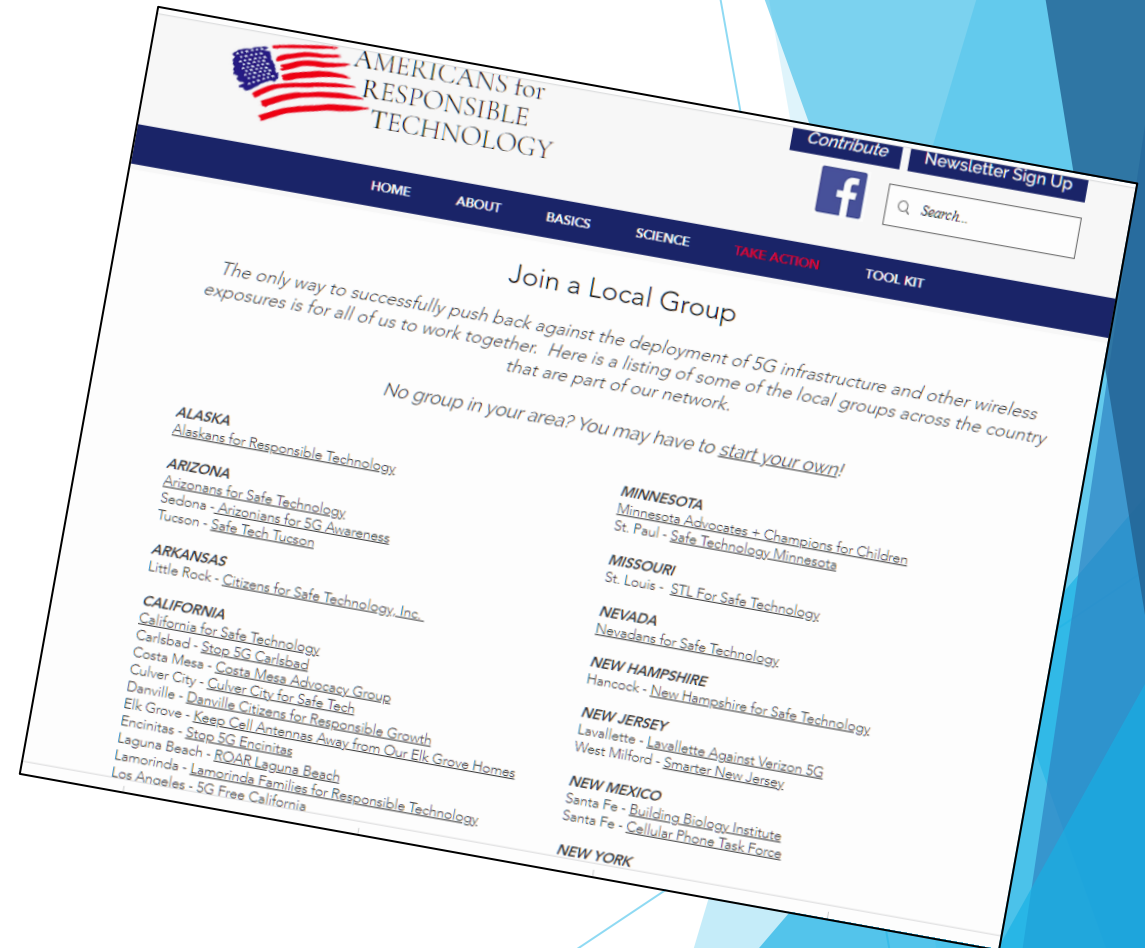 AMERICANS for
RESPONSIBLE
TECHNOLOGY
Contribute
Newsletter Sign Up
Search...
HOME
ABOUT
BASICS
SCIENCE
TAKE ACTION
TOOL KIT
Join a Local Group
The only way to successfully push back against the deployment of 5G infrastructure and other wireless
exposures is for all of us to work together. Here is a listing of some of the local groups across the country
that are part of our network.
No group in your area? You may have to start your own!
ALASKA
Alaskans for Responsible Technology
ARIZONA
Arizonans for Safe Technology
Sedona - Arizonians for 5G Awareness
Tucson - Safe Tech Tucson
ARKANSAS
Little Rock - Citizens for Safe Technology, Inc.
CALIFORNIA
California for Safe Technology
Carlsbad - Stop 5G Carlsbad
Costa Mesa - Costa Mesa Advocacy Group
Culver City - Culver City for Safe Tech
Danville - Danville Citizens for Responsible Growth
Elk Grove - Keep Cell Antennas Away from Our Elk Grove Homes
Encinitas - Stop 5G Encinitas
Laguna Beach - ROAR Laguna Beach
Lamorinda - Lamorinda Families for Responsible Technology
Los Angeles - 5G Free California
MINNESOTA
Minnesota Advocates + Champions for Children
St. Paul - Safe Technology Minnesota
MISSOURI
St. Louis - STL For Safe Technology
NEVADA
Nevadans for Safe Technology
NEW HAMPSHIRE
Hancock - New Hampshire for Safe Technology
NEW JERSEY
Lavallette - Lavallette Against Verizon 5G
West Milford - Smarter New Jersey
NEW MEXICO
Santa Fe - Building Biology Institute
Santa Fe - Cellular Phone Task Force
NEW YORK